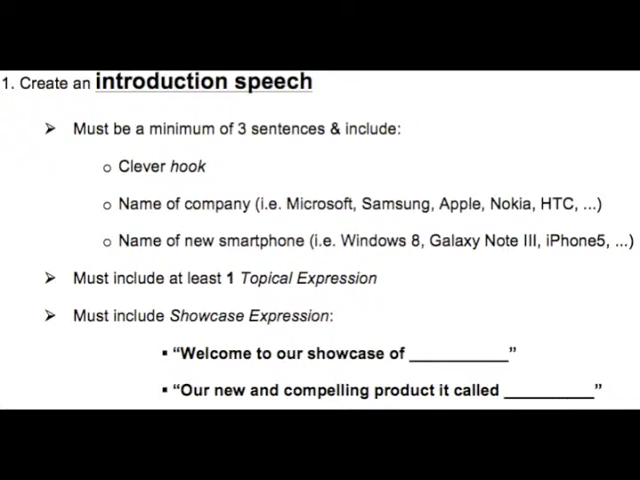 1. Create an introduction speech
➤ Must be a minimum of 3 sentences & include:
o Clever hook
o Name of company (i.e. Microsoft, Samsung, Apple, Nokia, HTC, ...)
o Name of new smartphone (i.e. Windows 8, Galaxy Note III, iPhone5, ...)
➤ Must include at least 1 Topical Expression
➤ Must include Showcase Expression:
▪ “Welcome to our showcase of __________”
▪ “Our new and compelling product it called _________”